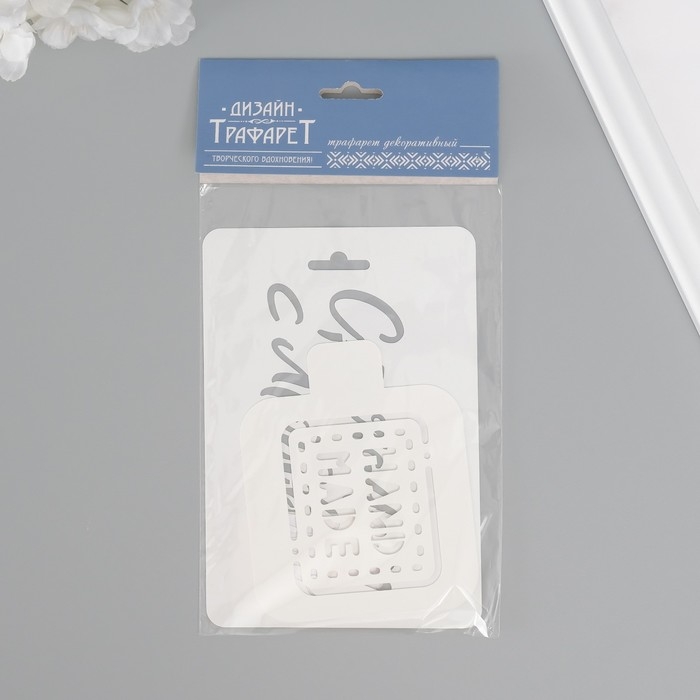 ДИЗАЙН
ТРАФАРЕТ
ТВОРЧЕСКОГО ВДОХНОВЕНИЯ!
трафарет декоративный
HAND
MADE